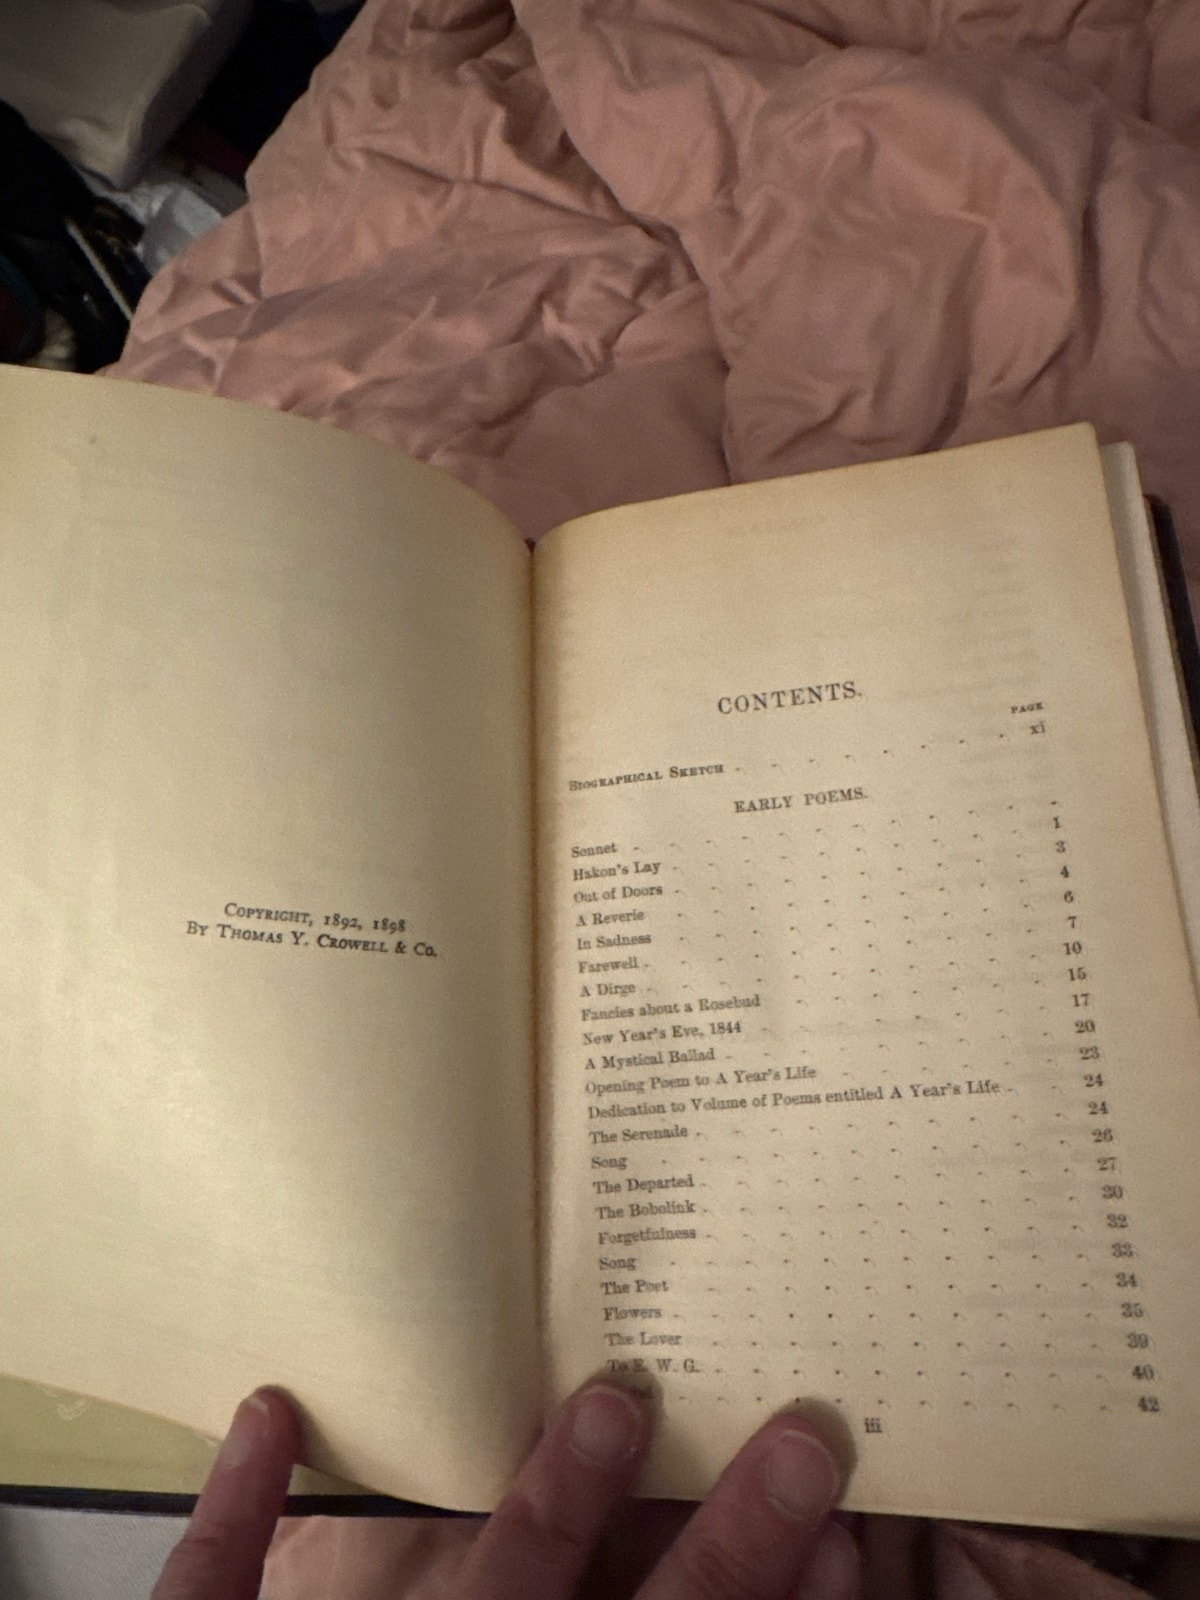 COPYRIGHT, 1892, 1898
BY THOMAS Y. CROWELL & CO.
CONTENTS.
PAGE
BIOGRAPHICAL SKETCH xi
EARLY POEMS.
Sonnet 1
Hakon's Lay 3
Out of Doors 4
A Reverie 6
In Sadness 7
Farewell 10
A Dirge 15
Fancies about a Rosebud 17
New Year's Eve, 1844 20
A Mystical Ballad 23
Opening Poem to A Year's Life 24
Dedication to Volume of Poems entitled A Year's Life 24
The Serenade 26
Song 27
The Departed 30
The Bobolink 32
Forgetfulness 33
Song 34
The Poet 35
Flowers 39
The Lover 40
To E. W. G. 42
iii